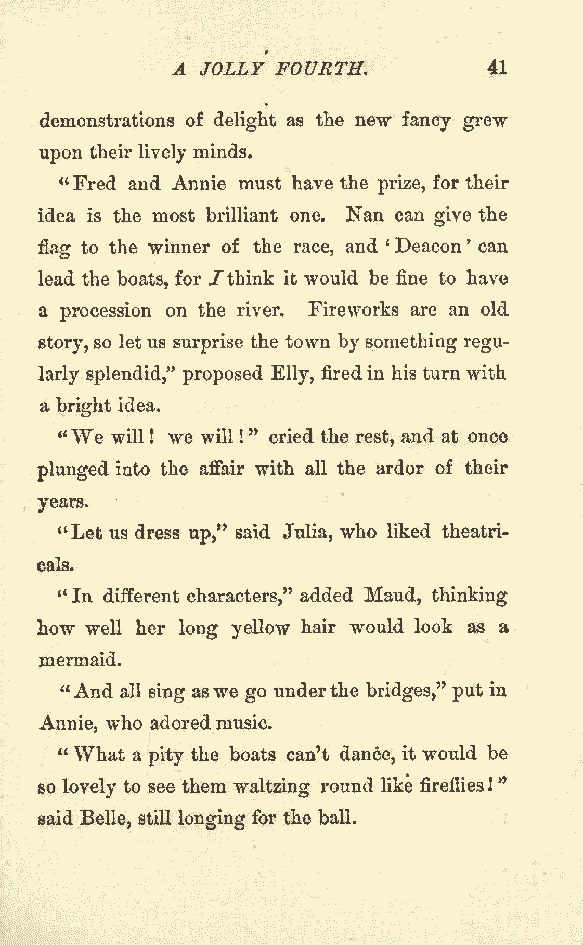 A JOLLY FOURTH. 41
demonstrations of delight as the new fancy grew
upon their lively minds.
“Fred and Annie must have the prize, for their
idea is the most brilliant one. Nan can give the
flag to the winner of the race, and ‘Deacon’ can
lead the boats, for I think it would be fine to have
a procession on the river. Fireworks are an old
story, so let us surprise the town by something regu-
larly splendid,” proposed Elly, fired in his turn with
a bright idea.
“We will! we will!” cried the rest, and at once
plunged into the affair with all the ardor of their
years.
“Let us dress up,” said Julia, who liked theatri-
cals.
“In different characters,” added Maud, thinking
how well her long yellow hair would look as a
mermaid.
“And all sing as we go under the bridges,” put in
Annie, who adored music.
“What a pity the boats can’t dance, it would be
so lovely to see them waltzing round like fireflies!”
said Belle, still longing for the ball.